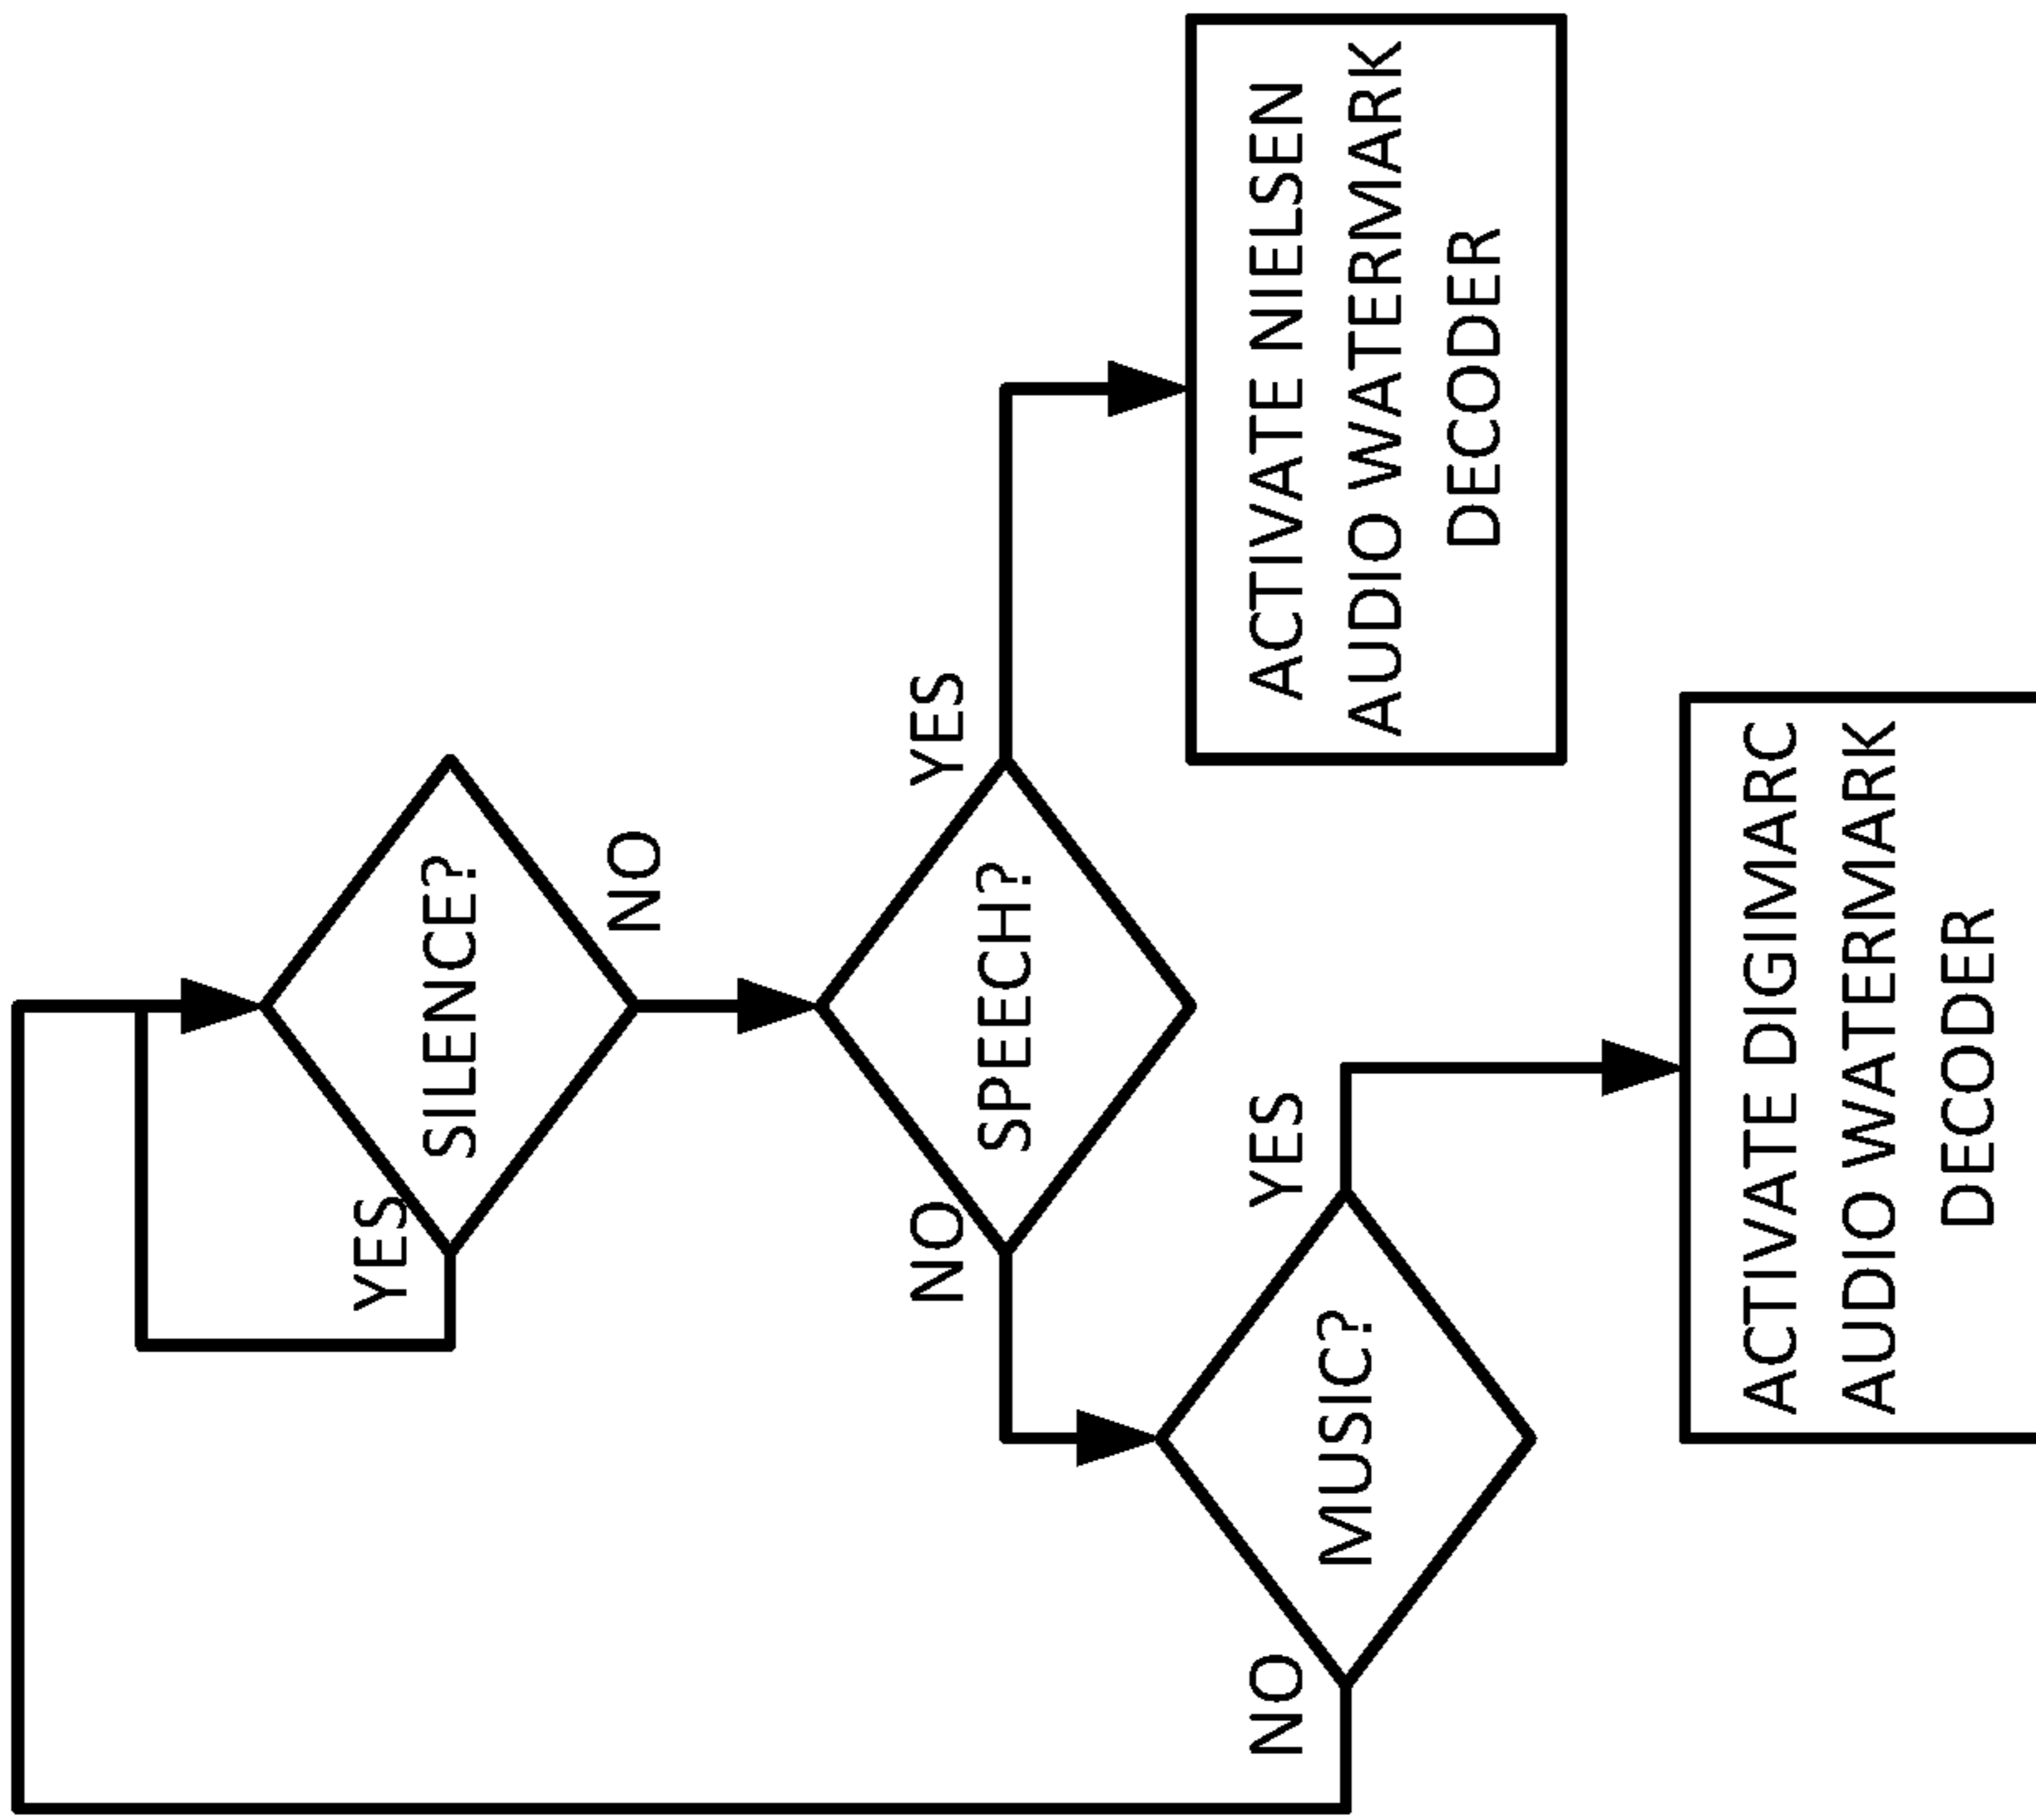 SILENCE?
YES
NO
SPEECH?
NO
YES
MUSIC?
NO
YES
ACTIVATE NIELSEN
AUDIO WATERMARK
DECODER
ACTIVATE DIGIMARC
AUDIO WATERMARK
DECODER